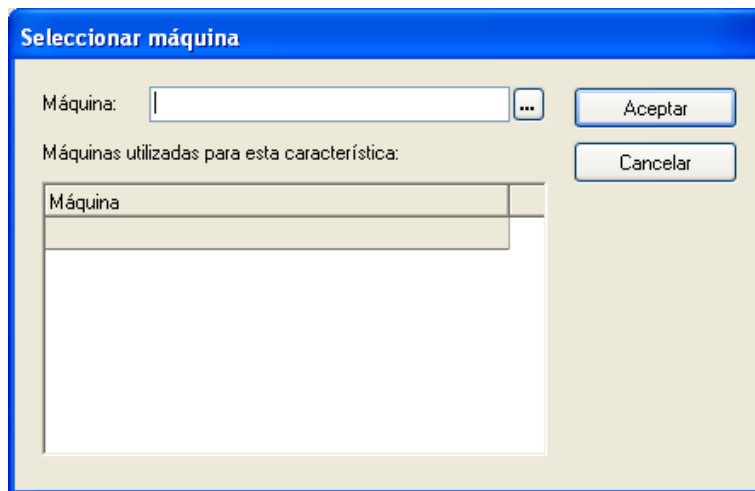 Seleccionar máquina
Máquina: ... Aceptar
Máquinas utilizadas para esta característica:
Cancelar
Máquina